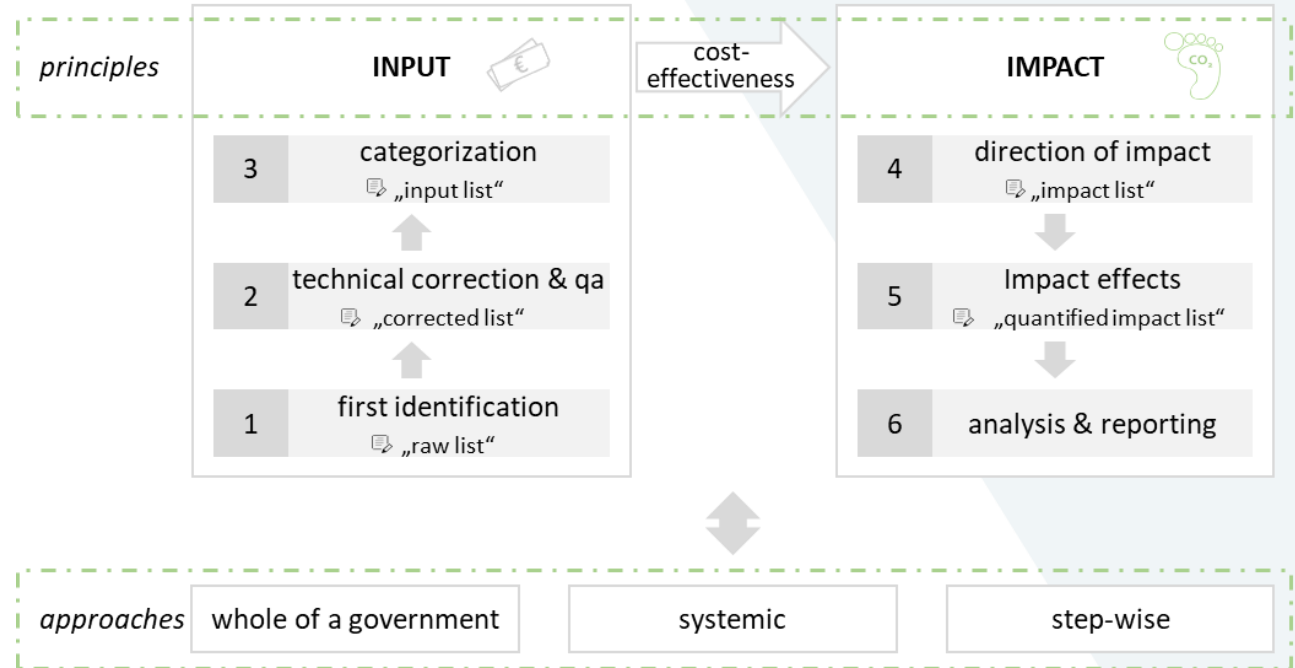 principles
INPUT
€
cost-
effectiveness
IMPACT
CO₂
3
categorization
„input list“
2
technical correction & qa
„corrected list“
1
first identification
„raw list“
4
direction of impact
„impact list“
5
Impact effects
„quantified impact list“
6
analysis & reporting
approaches
whole of a government
systemic
step-wise